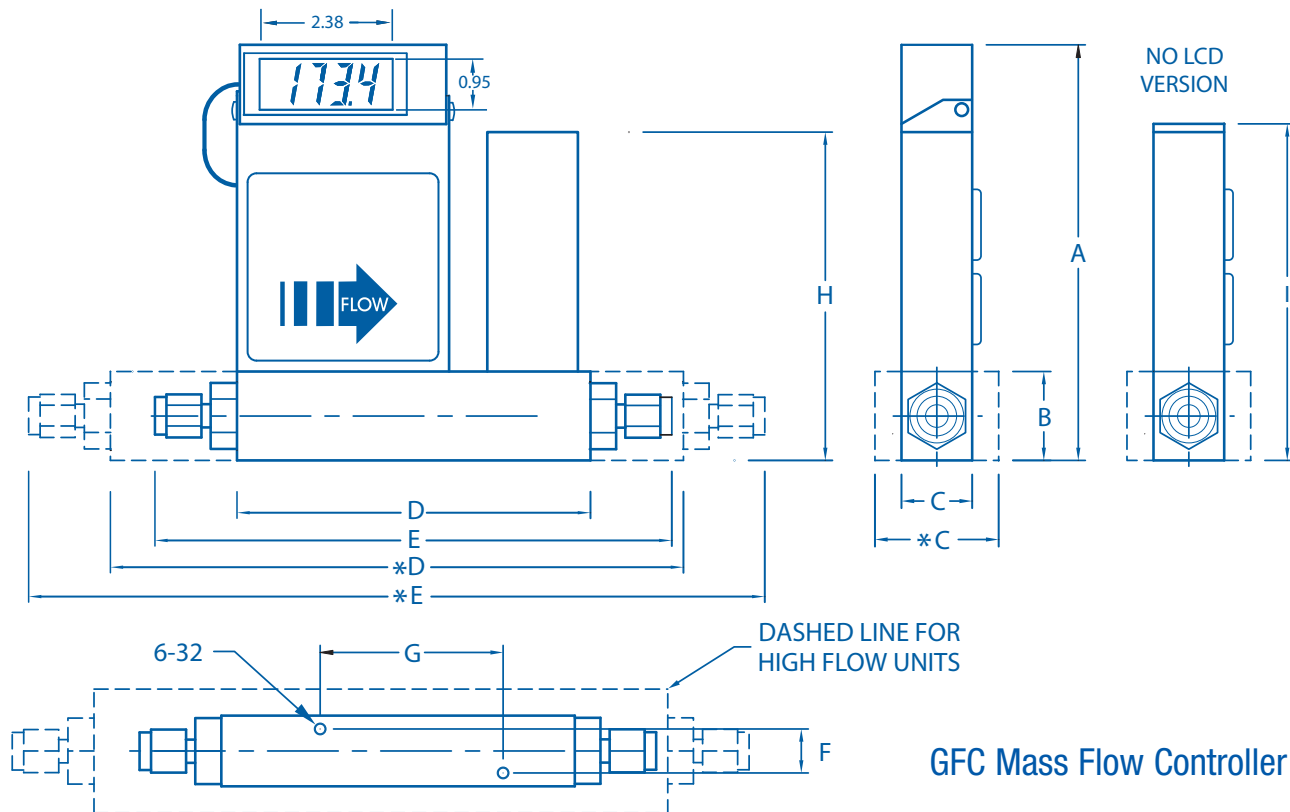 2.38
173.4
0.95
NO LCD
VERSION
FLOW
H
A
I
B
D
C
E
*C
*D
*E
6-32
G
DASHED LINE FOR
HIGH FLOW UNITS
F
GFC Mass Flow Controller